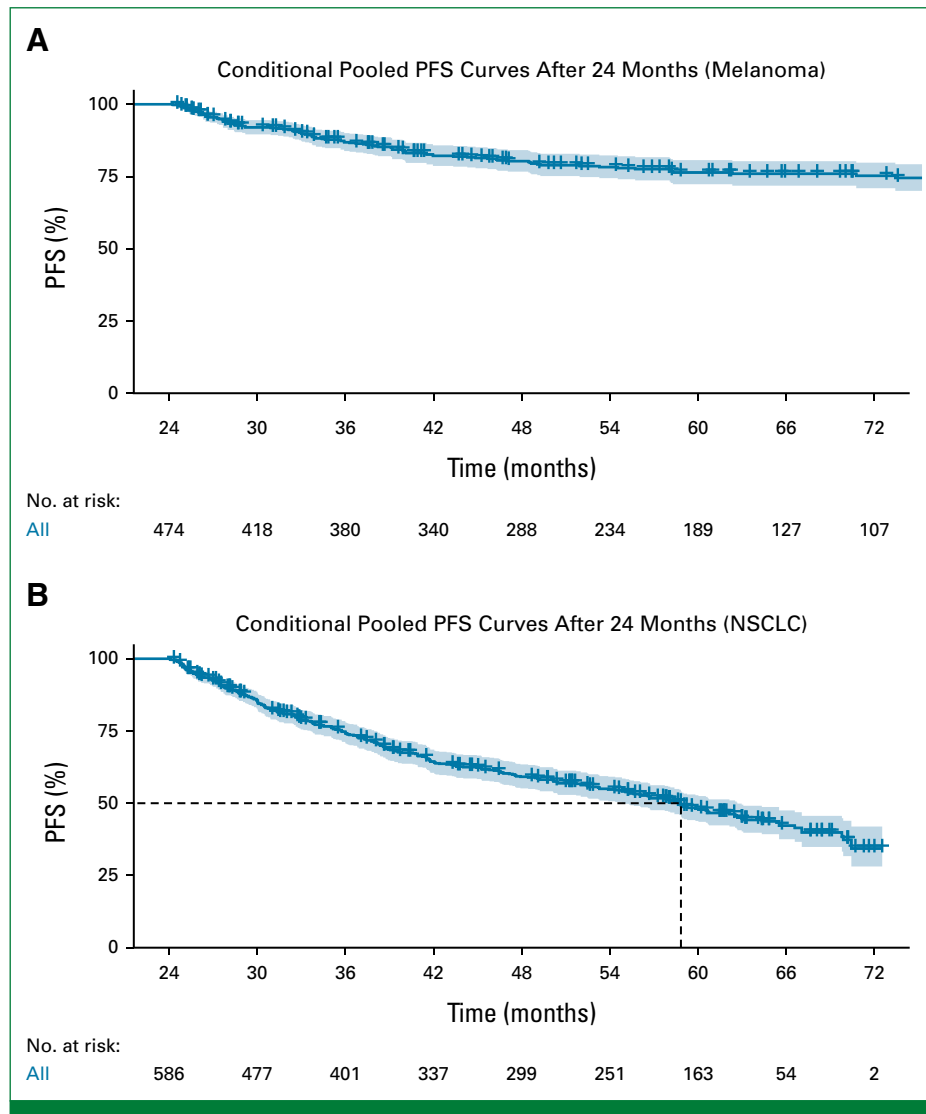 A
Conditional Pooled PFS Curves After 24 Months (Melanoma)
100
75
50
25
0
PFS (%)
24 30 36 42 48 54 60 66 72
Time (months)
No. at risk:
All 474 418 380 340 288 234 189 127 107
B
Conditional Pooled PFS Curves After 24 Months (NSCLC)
100
75
50
25
0
PFS (%)
24 30 36 42 48 54 60 66 72
Time (months)
No. at risk:
All 586 477 401 337 299 251 163 54 2